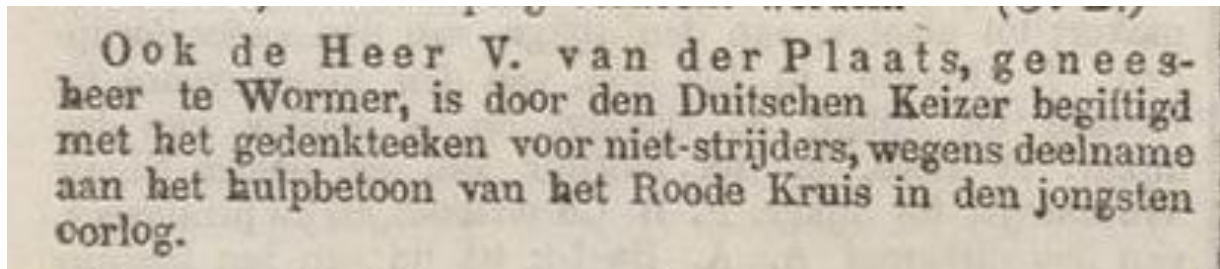 Ook de Heer V. van der Plaats, genees-
heer te Wormer, is door den Duitschen Keizer begiftigd
met het gedenkteeken voor niet-strijders, wegens deelname
aan het hulpbetoon van het Roode Kruis in den jongsten
oorlog.